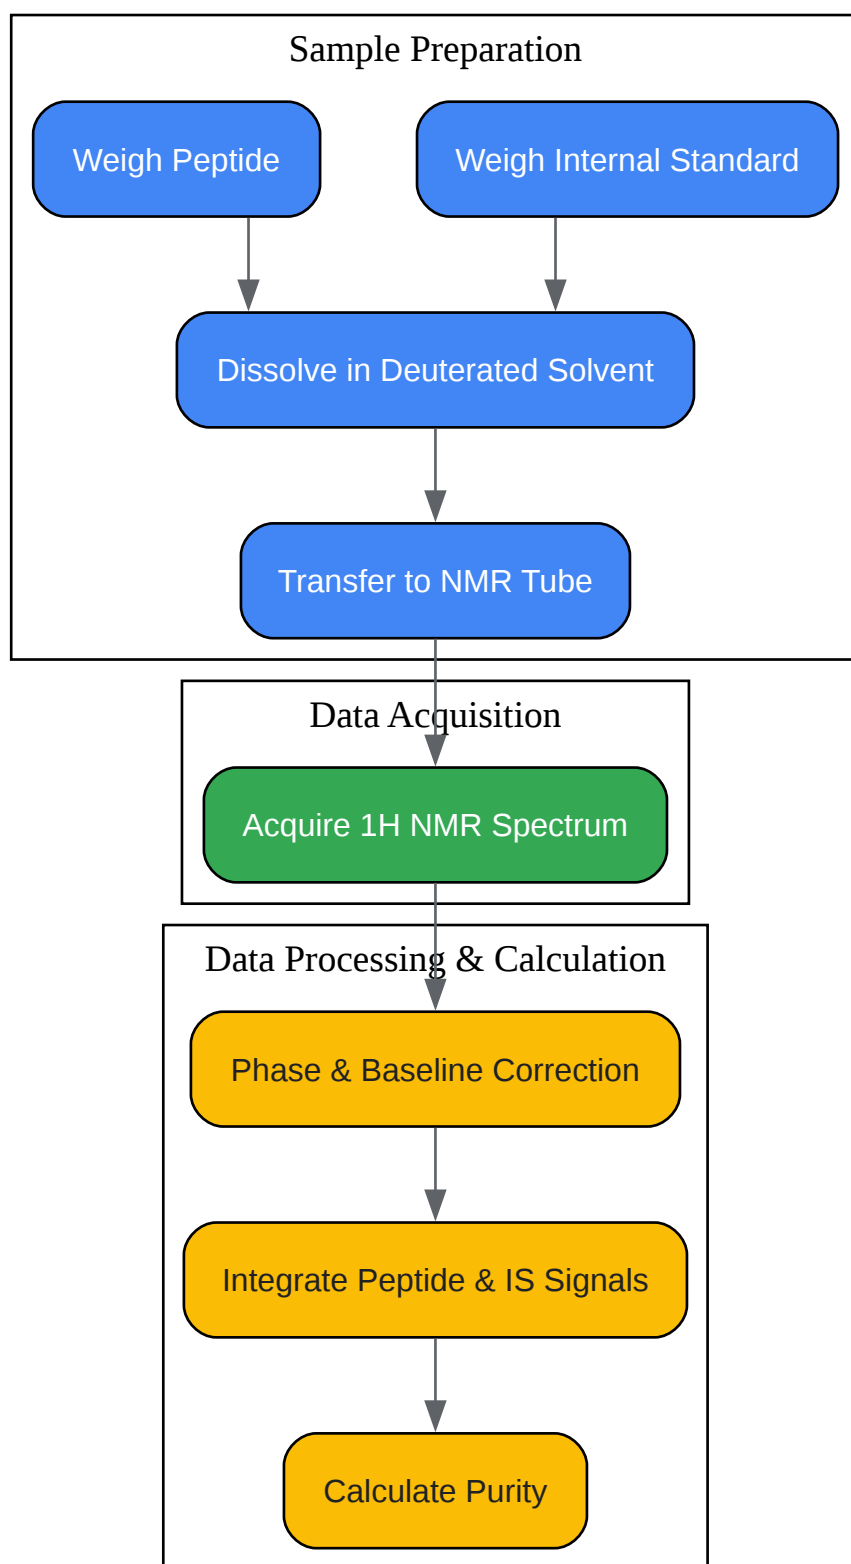 Sample Preparation
Weigh Peptide
Weigh Internal Standard
Dissolve in Deuterated Solvent
Transfer to NMR Tube
Data Acquisition
Acquire 1H NMR Spectrum
Data Processing & Calculation
Phase & Baseline Correction
Integrate Peptide & IS Signals
Calculate Purity